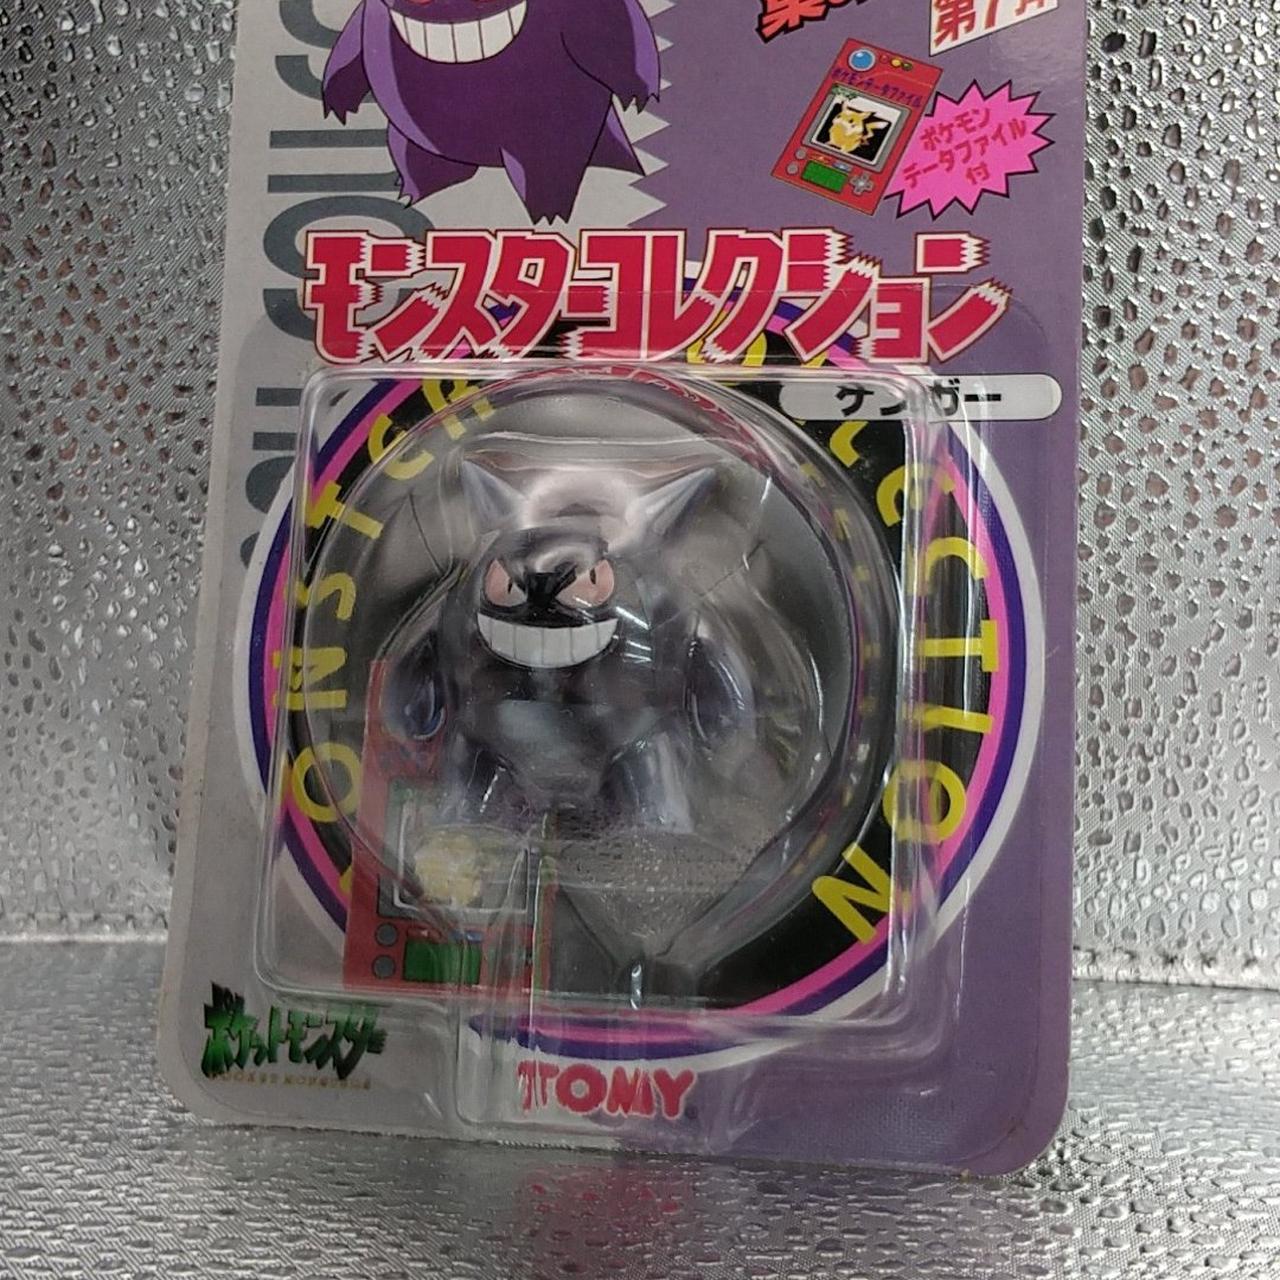 第7弾
ポケモンデータファイル
ポケモン
データファイル
付
モンスターコレクション
ゲンガー
MONSTER COLLECTION
ポケットモンスター
POCKET MONSTERS
TOMY